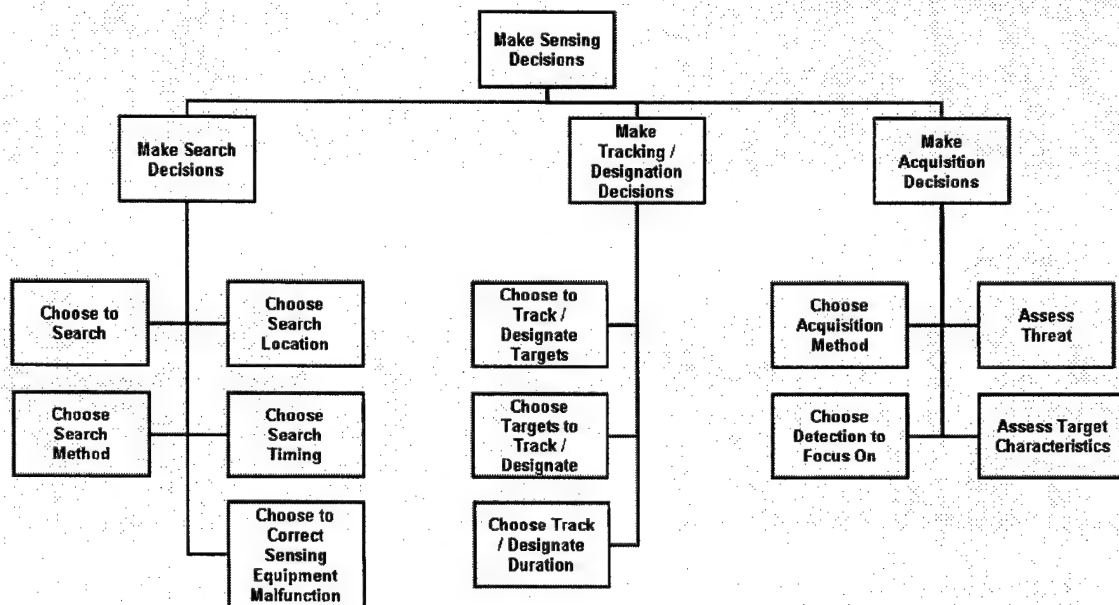 Make Sensing
Decisions
Make Search
Decisions
Make
Tracking /
Designation
Decisions
Make
Acquisition
Decisions
Choose to
Search
Choose
Search
Location
Choose
Search
Method
Choose
Search
Timing
Choose to
Correct
Sensing
Equipment
Malfunction
Choose to
Track /
Designate
Targets
Choose
Targets to
Track /
Designate
Choose Track
/ Designate
Duration
Choose
Acquisition
Method
Assess
Threat
Choose
Detection to
Focus On
Assess Target
Characteristics